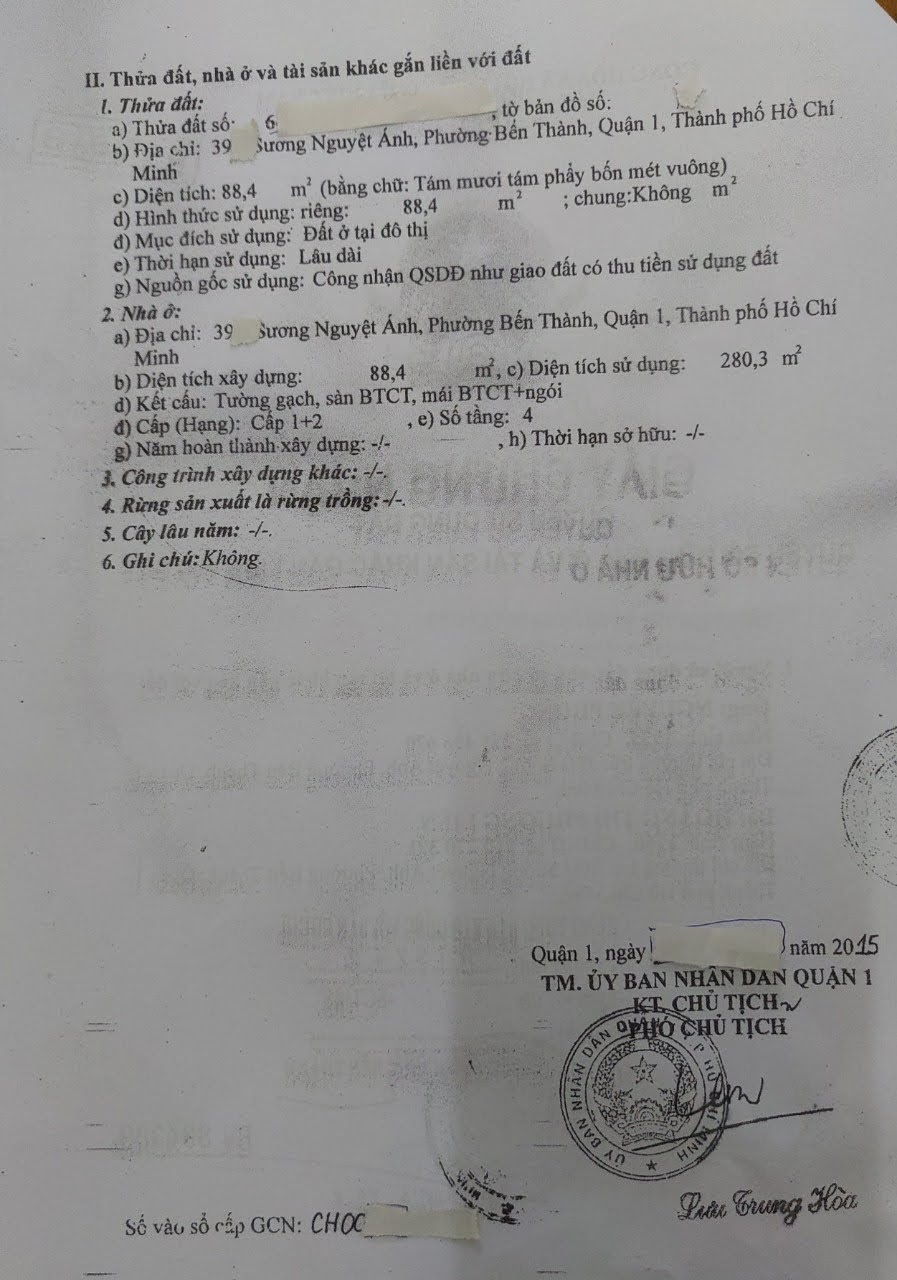 II. Thửa đất, nhà ở và tài sản khác gắn liền với đất
1. Thửa đất:
a) Thửa đất số: 6 , tờ bản đồ số:
b) Địa chỉ: 39 Sương Nguyệt Ánh, Phường Bến Thành, Quận 1, Thành phố Hồ Chí
Minh
c) Diện tích: 88,4 m² (bằng chữ: Tám mươi tám phẩy bốn mét vuông)
d) Hình thức sử dụng: riêng: 88,4 m² ; chung:Không m²
đ) Mục đích sử dụng: Đất ở tại đô thị
e) Thời hạn sử dụng: Lâu dài
g) Nguồn gốc sử dụng: Công nhận QSDĐ như giao đất có thu tiền sử dụng đất
2. Nhà ở:
a) Địa chỉ: 39 Sương Nguyệt Ánh, Phường Bến Thành, Quận 1, Thành phố Hồ Chí
Minh
b) Diện tích xây dựng: 88,4 m², c) Diện tích sử dụng: 280,3 m²
d) Kết cấu: Tường gạch, sàn BTCT, mái BTCT+ngói
đ) Cấp (Hạng): Cấp 1+2 , e) Số tầng: 4
g) Năm hoàn thành xây dựng: -/- , h) Thời hạn sở hữu: -/-
3. Công trình xây dựng khác: -/-.
4. Rừng sản xuất là rừng trồng: -/-.
5. Cây lâu năm: -/-.
6. Ghi chú: Không.
Quận 1, ngày năm 2015
TM. ỦY BAN NHÂN DÂN QUẬN 1
KT. CHỦ TỊCH
PHÓ CHỦ TỊCH
ỦY BAN NHÂN DÂN QUẬN 1 T.P HỒ CHÍ MINH
Lưu Trung Hòa
Số vào sổ cấp GCN: CH00